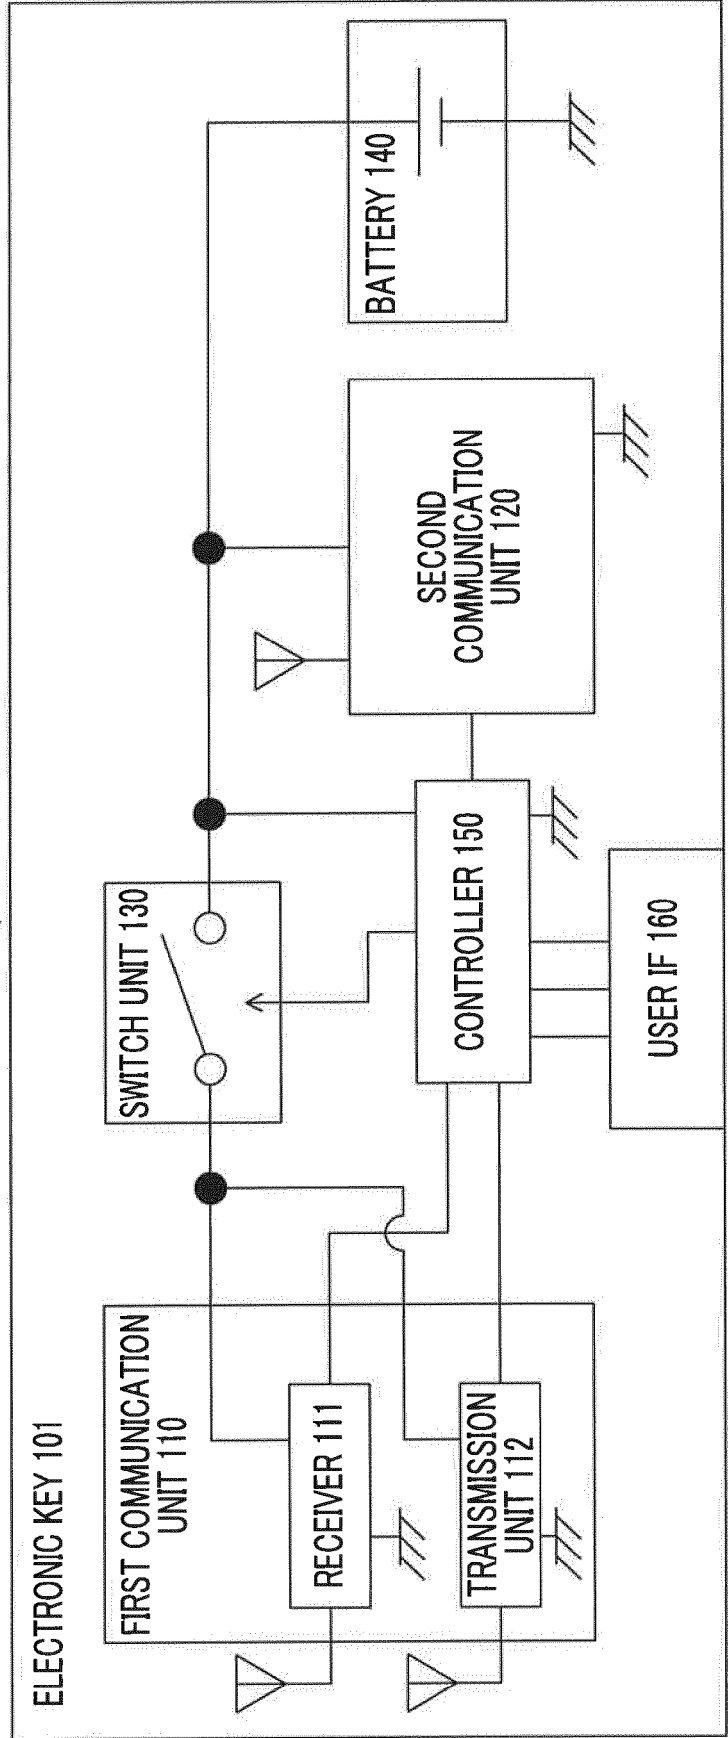 ELECTRONIC KEY 101
FIRST COMMUNICATION
UNIT 110
RECEIVER 111
TRANSMISSION
UNIT 112
SWITCH UNIT 130
CONTROLLER 150
USER IF 160
SECOND
COMMUNICATION
UNIT 120
BATTERY 140